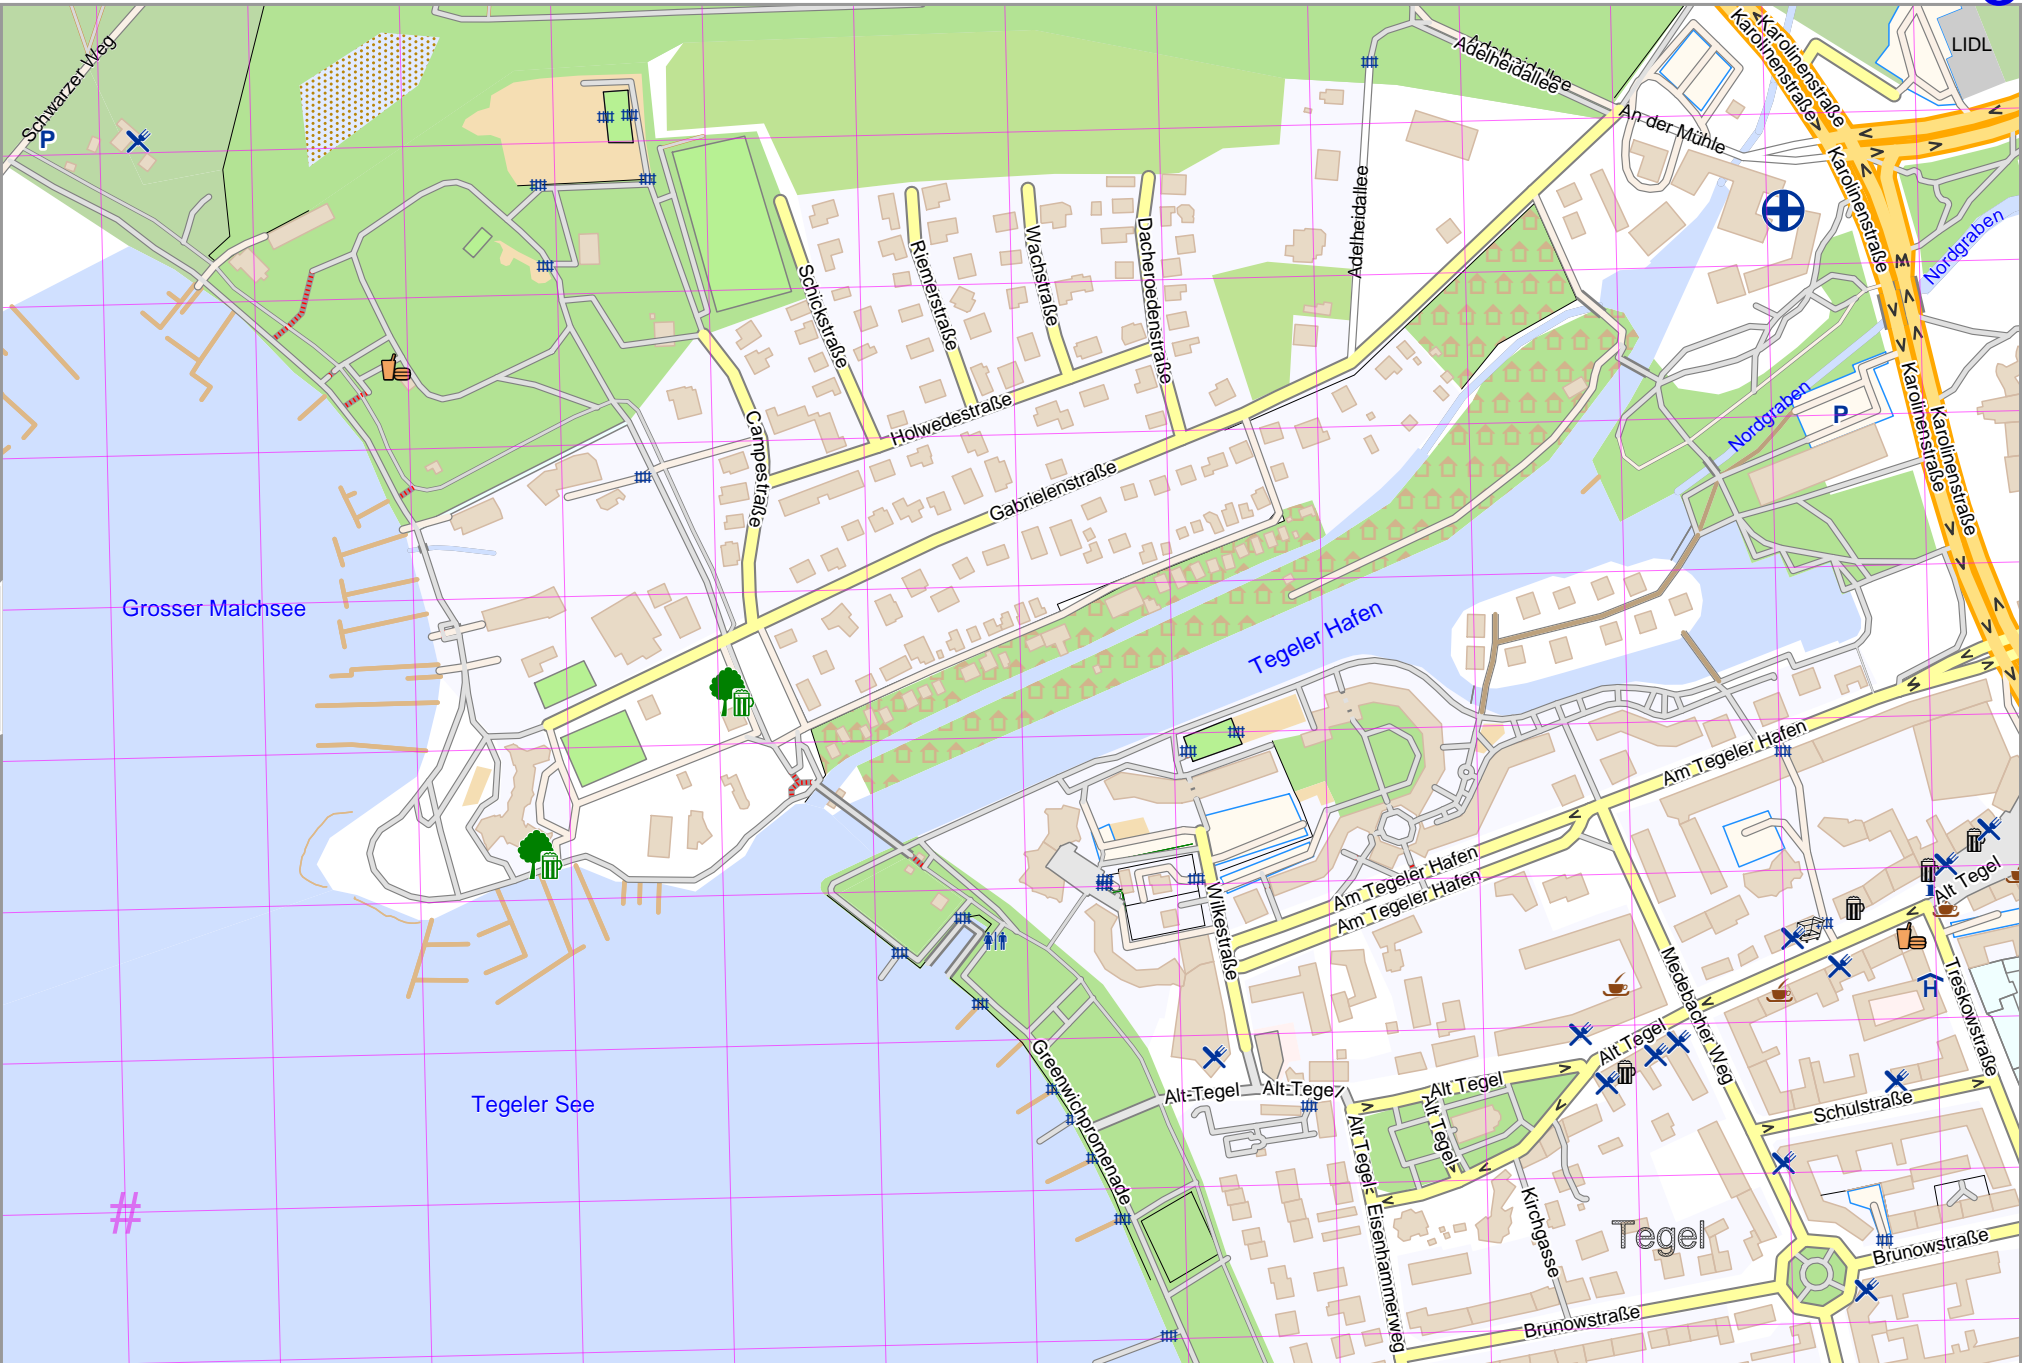 Schwarzer Weg
P
Adelheidallee
Adelheidallee
Karolinenstraße
Karolinenstraße
LIDL
An der Mühle
Karolinenstraße
Nordgraben
Adelheidallee
Schickstraße
Riemerstraße
Wachstraße
Dacheroedenstraße
Campestraße
Holwedestraße
Gabrielenstraße
Nordgraben
P
Karolinenstraße
Karolinenstraße
Grosser Malchsee
Tegeler Hafen
Am Tegeler Hafen
Am Tegeler Hafen
Am Tegeler Hafen
Wilkestraße
Alt Tegel
Medebacher Weg
H
Treskowstraße
Greenwichpromenade
Alt-Tegel
Alt-Tegel
Alt Tegel
Alt Tegel
Alt Tegel
Alt Tegel
Schulstraße
Tegeler See
#
Eisenhammerweg
Kirchgasse
Tegel
Brunowstraße
Brunowstraße